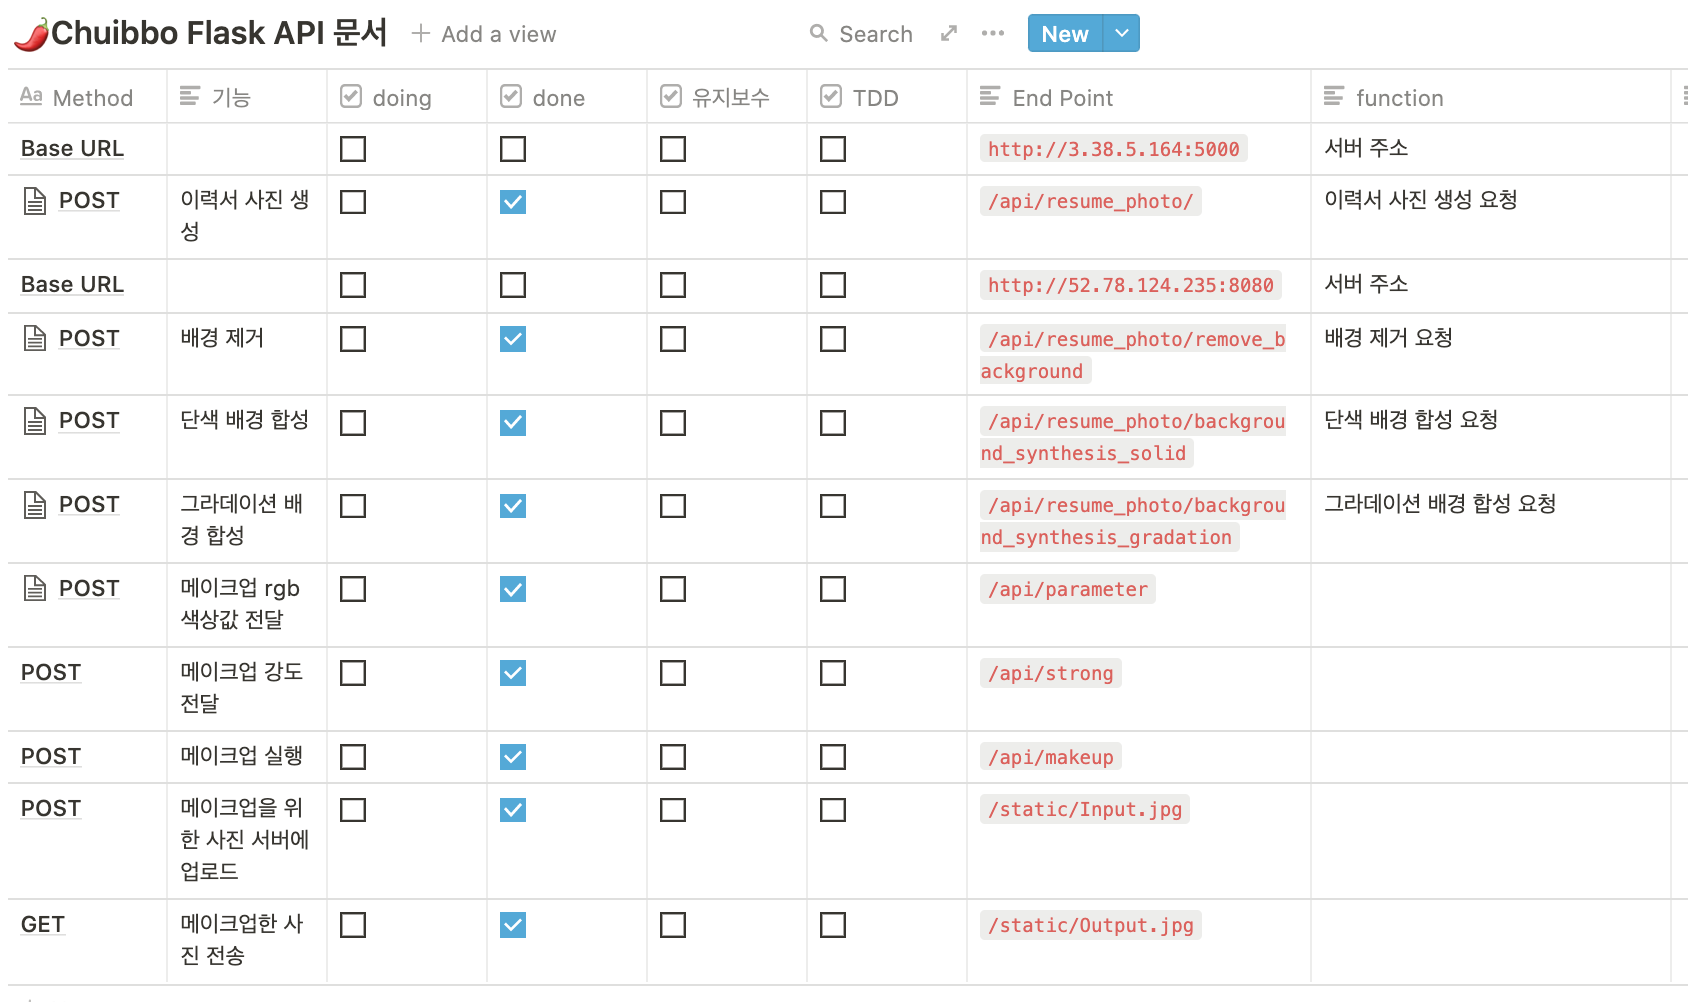 🌶️Chuibbo Flask API 문서 + Add a view Search New
Aa Method 기능 doing done 유지보수 TDD End Point function
Base URL http://3.38.5.164:5000 서버 주소
POST 이력서 사진 생 /api/resume_photo/ 이력서 사진 생성 요청
성
Base URL http://52.78.124.235:8080 서버 주소
POST 배경 제거 /api/resume_photo/remove_b 배경 제거 요청
ackground
POST 단색 배경 합성 /api/resume_photo/backgrou 단색 배경 합성 요청
nd_synthesis_solid
POST 그라데이션 배 /api/resume_photo/backgrou 그라데이션 배경 합성 요청
경 합성 nd_synthesis_gradation
POST 메이크업 rgb /api/parameter
색상값 전달
POST 메이크업 강도 /api/strong
전달
POST 메이크업 실행 /api/makeup
POST 메이크업을 위 /static/Input.jpg
한 사진 서버에
업로드
GET 메이크업한 사 /static/Output.jpg
진 전송